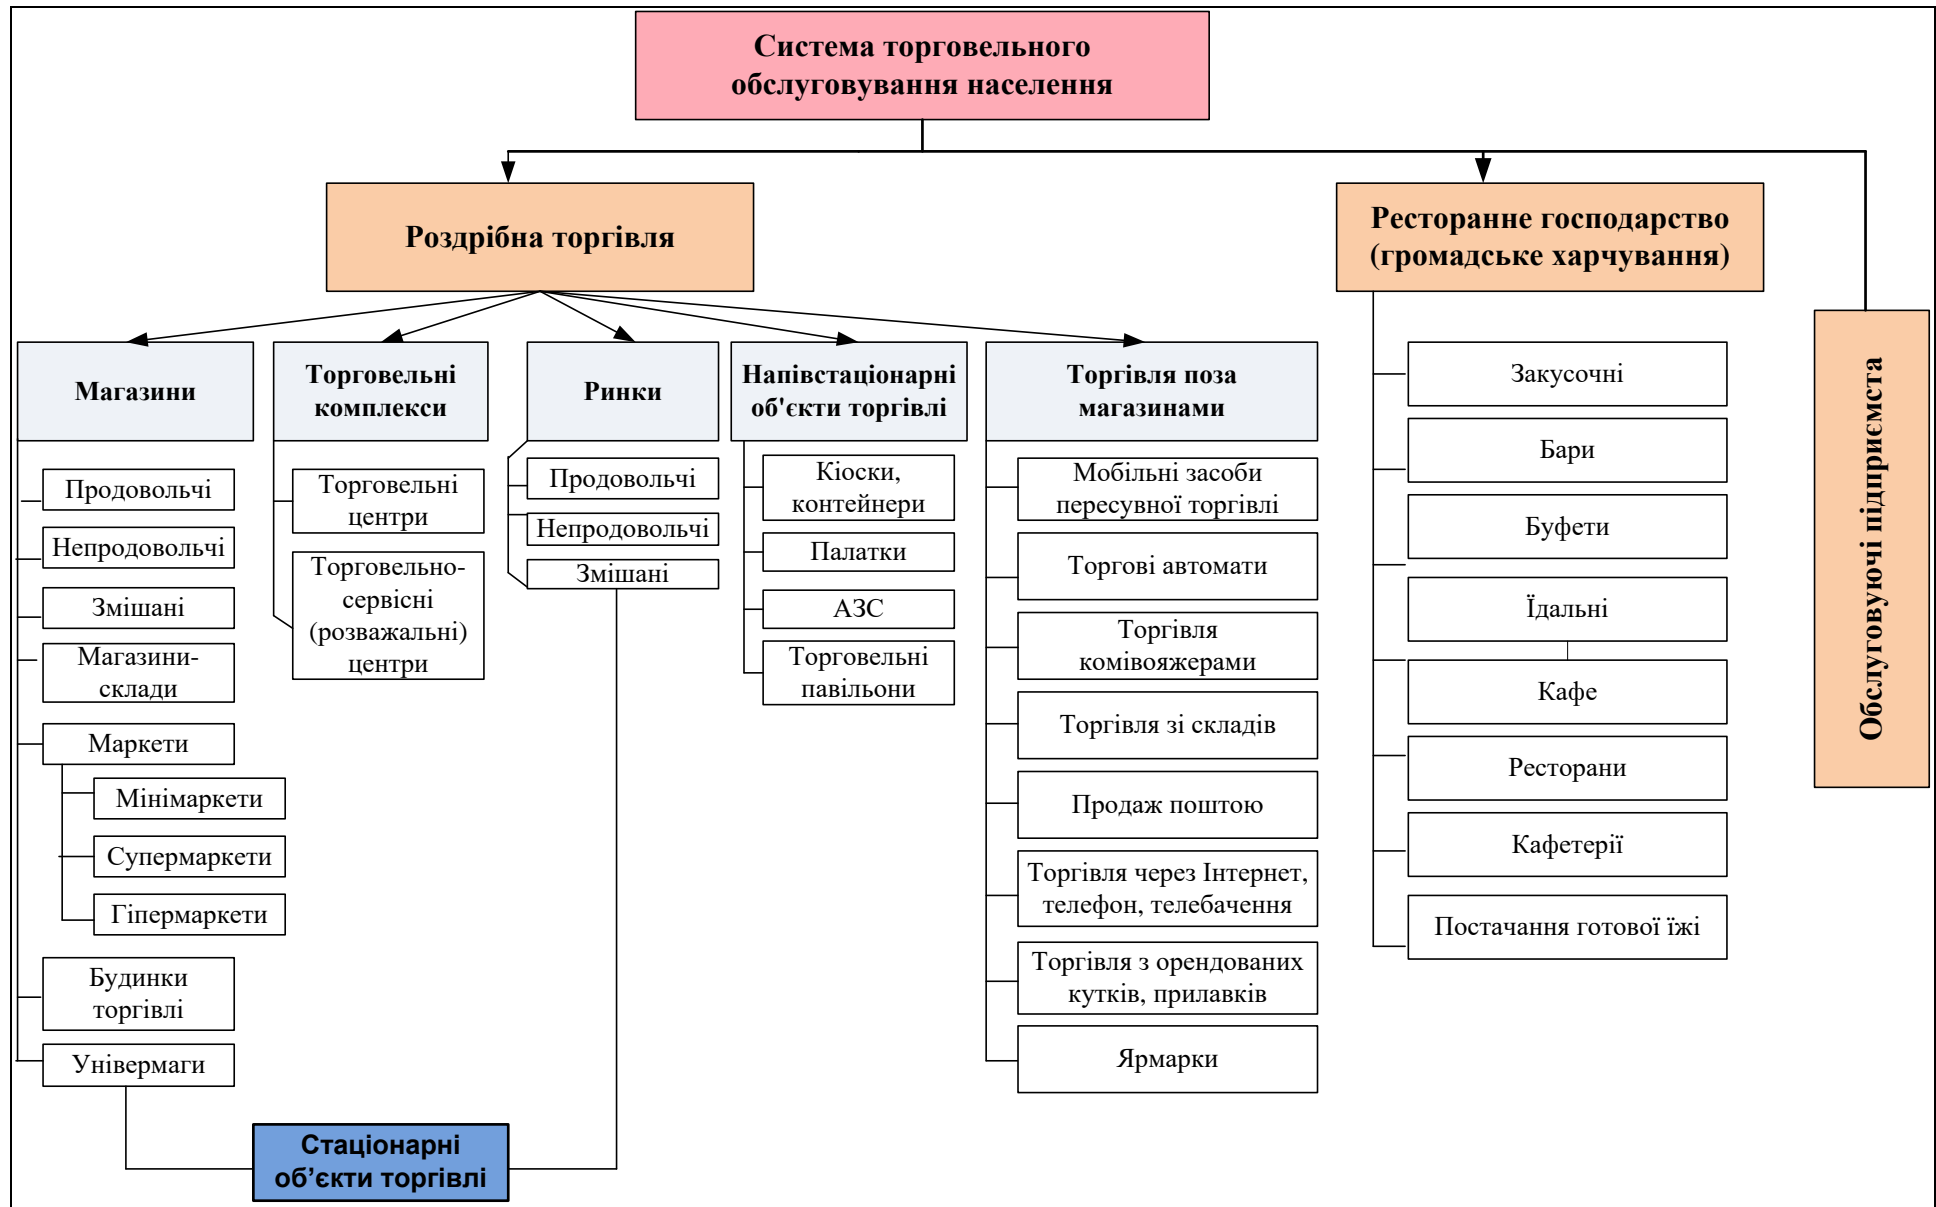 Система торговельного
обслуговування населення
Роздрібна торгівля
Ресторанне господарство
(громадське харчування)
Обслуговуючі підприємста
Магазини
Продовольчі
Непродовольчі
Змішані
Магазини-
склади
Маркети
Мінімаркети
Супермаркети
Гіпермаркети
Будинки
торгівлі
Універмаги
Торговельні
комплекси
Торговельні
центри
Торговельно-
сервісні
(розважальні)
центри
Ринки
Продовольчі
Непродовольчі
Змішані
Стаціонарні
об’єкти торгівлі
Напівстаціонарні
об'єкти торгівлі
Кіоски,
контейнери
Палатки
АЗС
Торговельні
павільони
Торгівля поза
магазинами
Мобільні засоби
пересувної торгівлі
Торгові автомати
Торгівля
комівояжерами
Торгівля зі складів
Продаж поштою
Торгівля через Інтернет,
телефон, телебачення
Торгівля з орендованих
кутків, прилавків
Ярмарки
Закусочні
Бари
Буфети
Їдальні
Кафе
Ресторани
Кафетерії
Постачання готової їжі